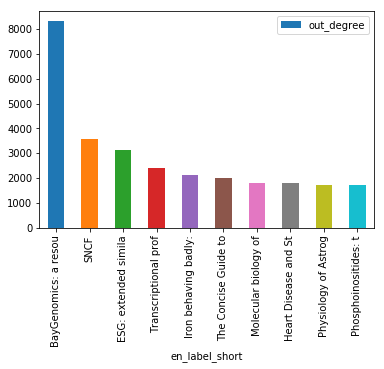 out_degree
8000
7000
6000
5000
4000
3000
2000
1000
0
BayGenomics: a resou
SNCF
ESG: extended simila
Transcriptional prof
Iron behaving badly:
The Concise Guide to
Molecular biology of
Heart Disease and St
Physiology of Astrog
Phosphoinositides: t
en_label_short